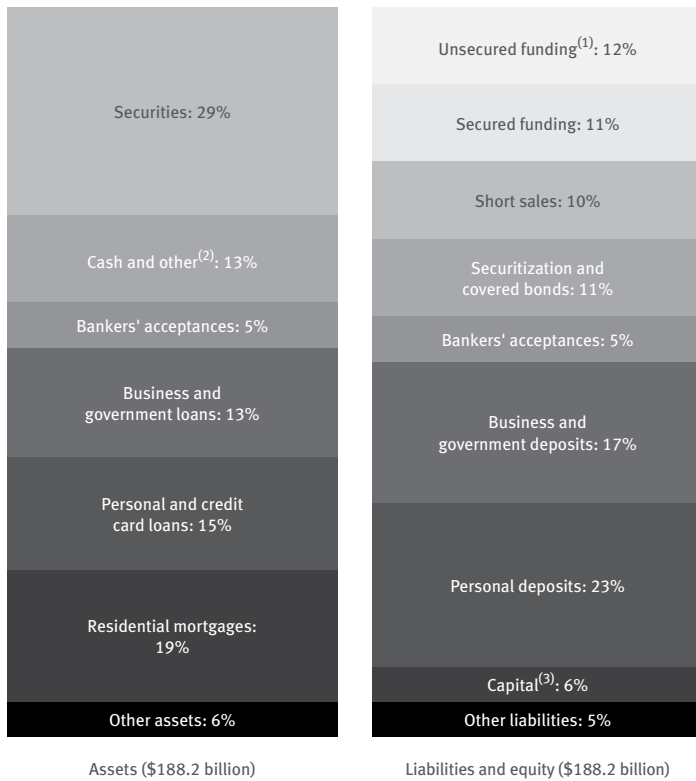 Securities: 29%
Cash and other(2): 13%
Bankers' acceptances: 5%
Business and
government loans: 13%
Personal and credit
card loans: 15%
Residential mortgages:
19%
Other assets: 6%
Assets ($188.2 billion)
Unsecured funding(1): 12%
Secured funding: 11%
Short sales: 10%
Securitization and
covered bonds: 11%
Bankers' acceptances: 5%
Business and
government deposits: 17%
Personal deposits: 23%
Capital(3): 6%
Other liabilities: 5%
Liabilities and equity ($188.2 billion)